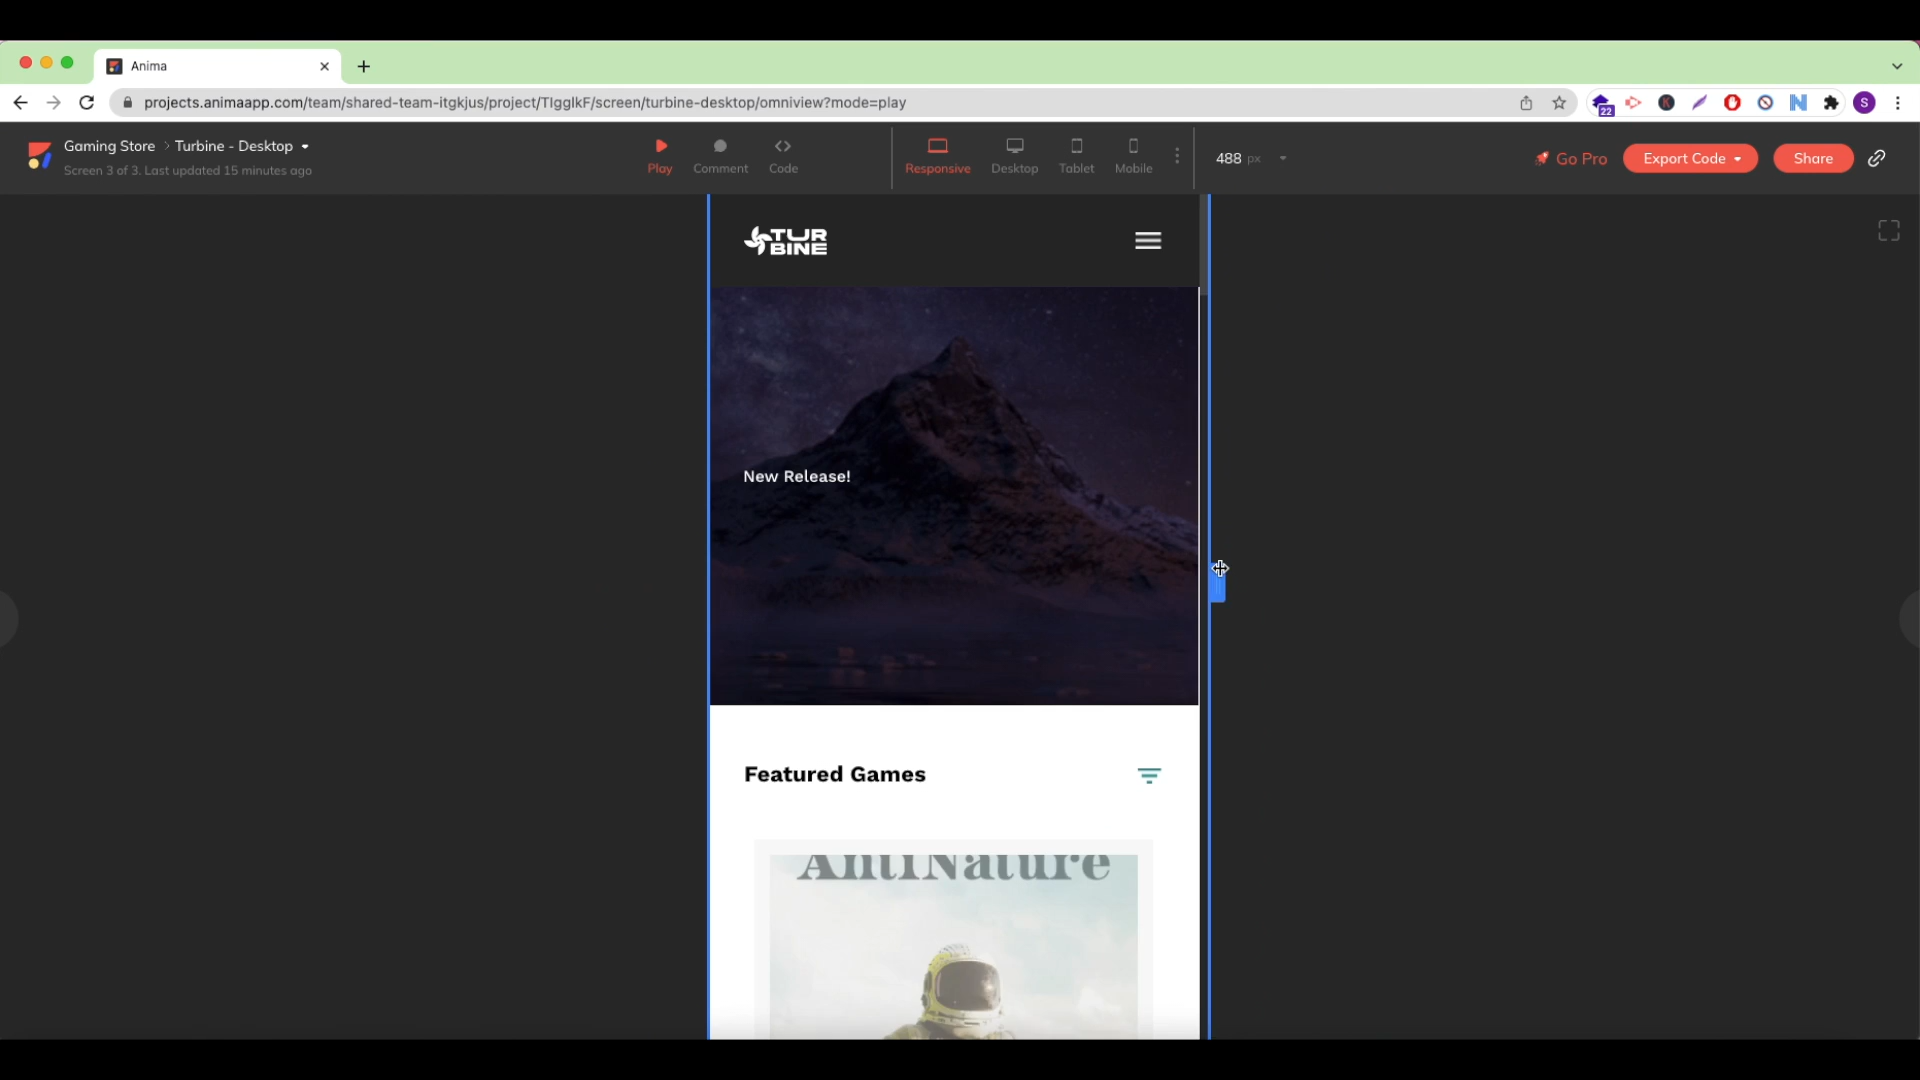 Anima
projects.animaapp.com/team/shared-team-itgkjus/project/TIgglkF/screen/turbine-desktop/omniview?mode=play
22
K
N
S
Gaming Store > Turbine - Desktop
Screen 3 of 3. Last updated 15 minutes ago
Play
Comment
Code
Responsive
Desktop
Tablet
Mobile
488 px
Go Pro
Export Code
Share
TUR
BINE
New Release!
Featured Games
AntiNature